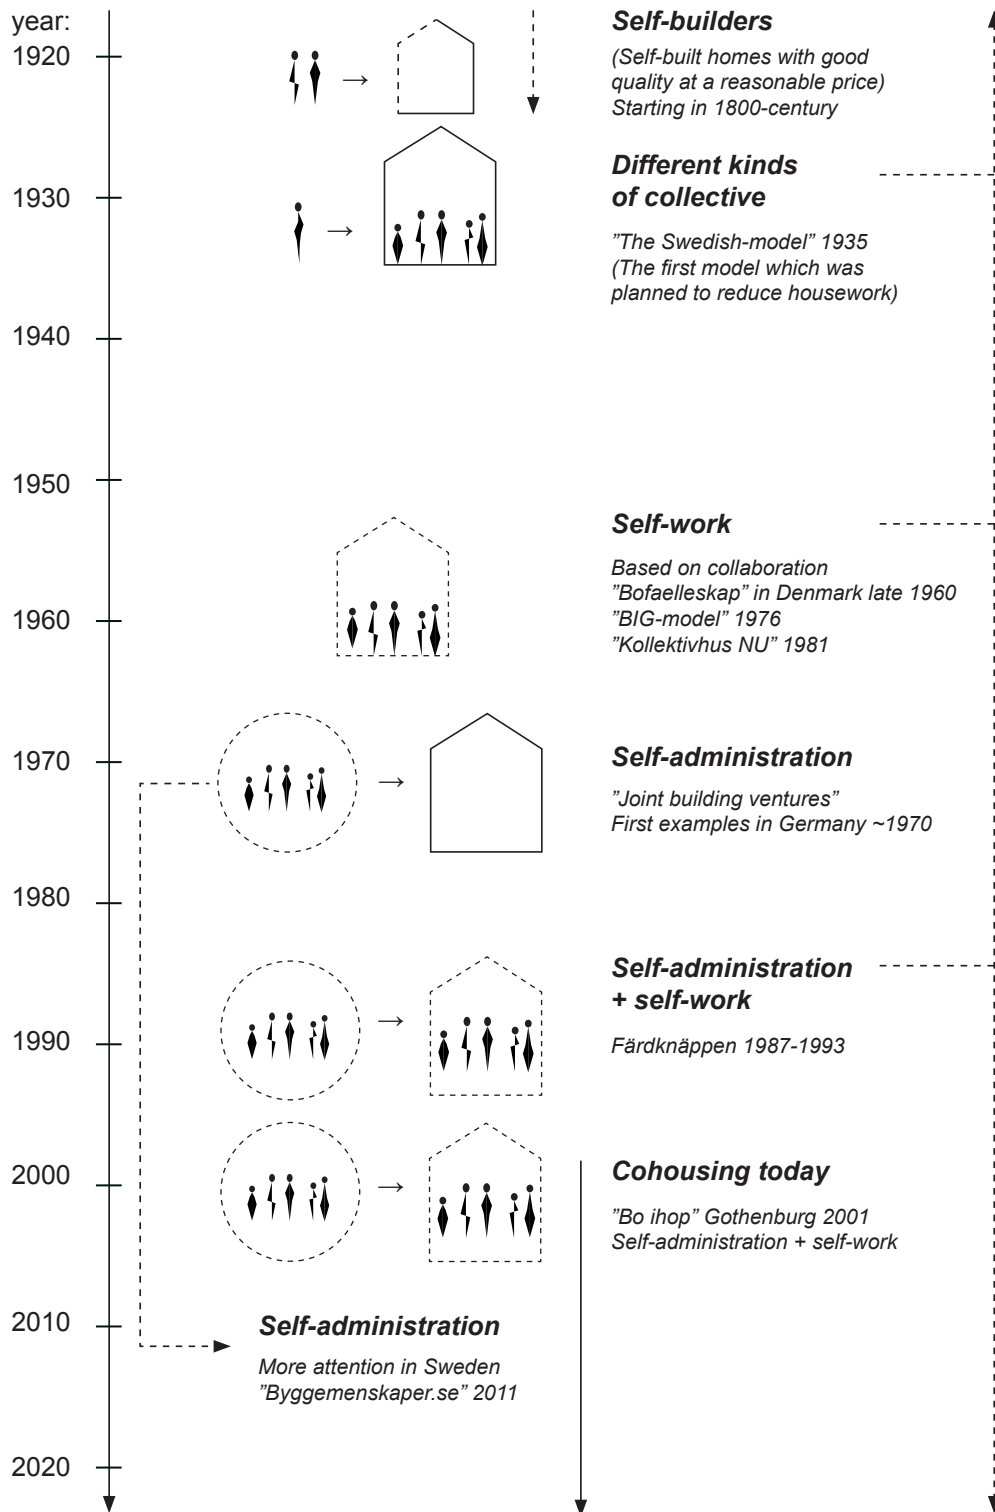 year:
1920
Self-builders
(Self-built homes with good
quality at a reasonable price)
Starting in 1800-century
Different kinds
of collective
1930
”The Swedish-model” 1935
(The first model which was
planned to reduce housework)
1940
1950
Self-work
Based on collaboration
”Bofaelleskap” in Denmark late 1960
”BIG-model” 1976
”Kollektivhus NU” 1981
1960
1970
Self-administration
”Joint building ventures”
First examples in Germany ~1970
1980
Self-administration
+ self-work
1990
Färdknäppen 1987-1993
2000
Cohousing today
”Bo ihop” Gothenburg 2001
Self-administration + self-work
2010
Self-administration
More attention in Sweden
”Byggemenskaper.se” 2011
2020